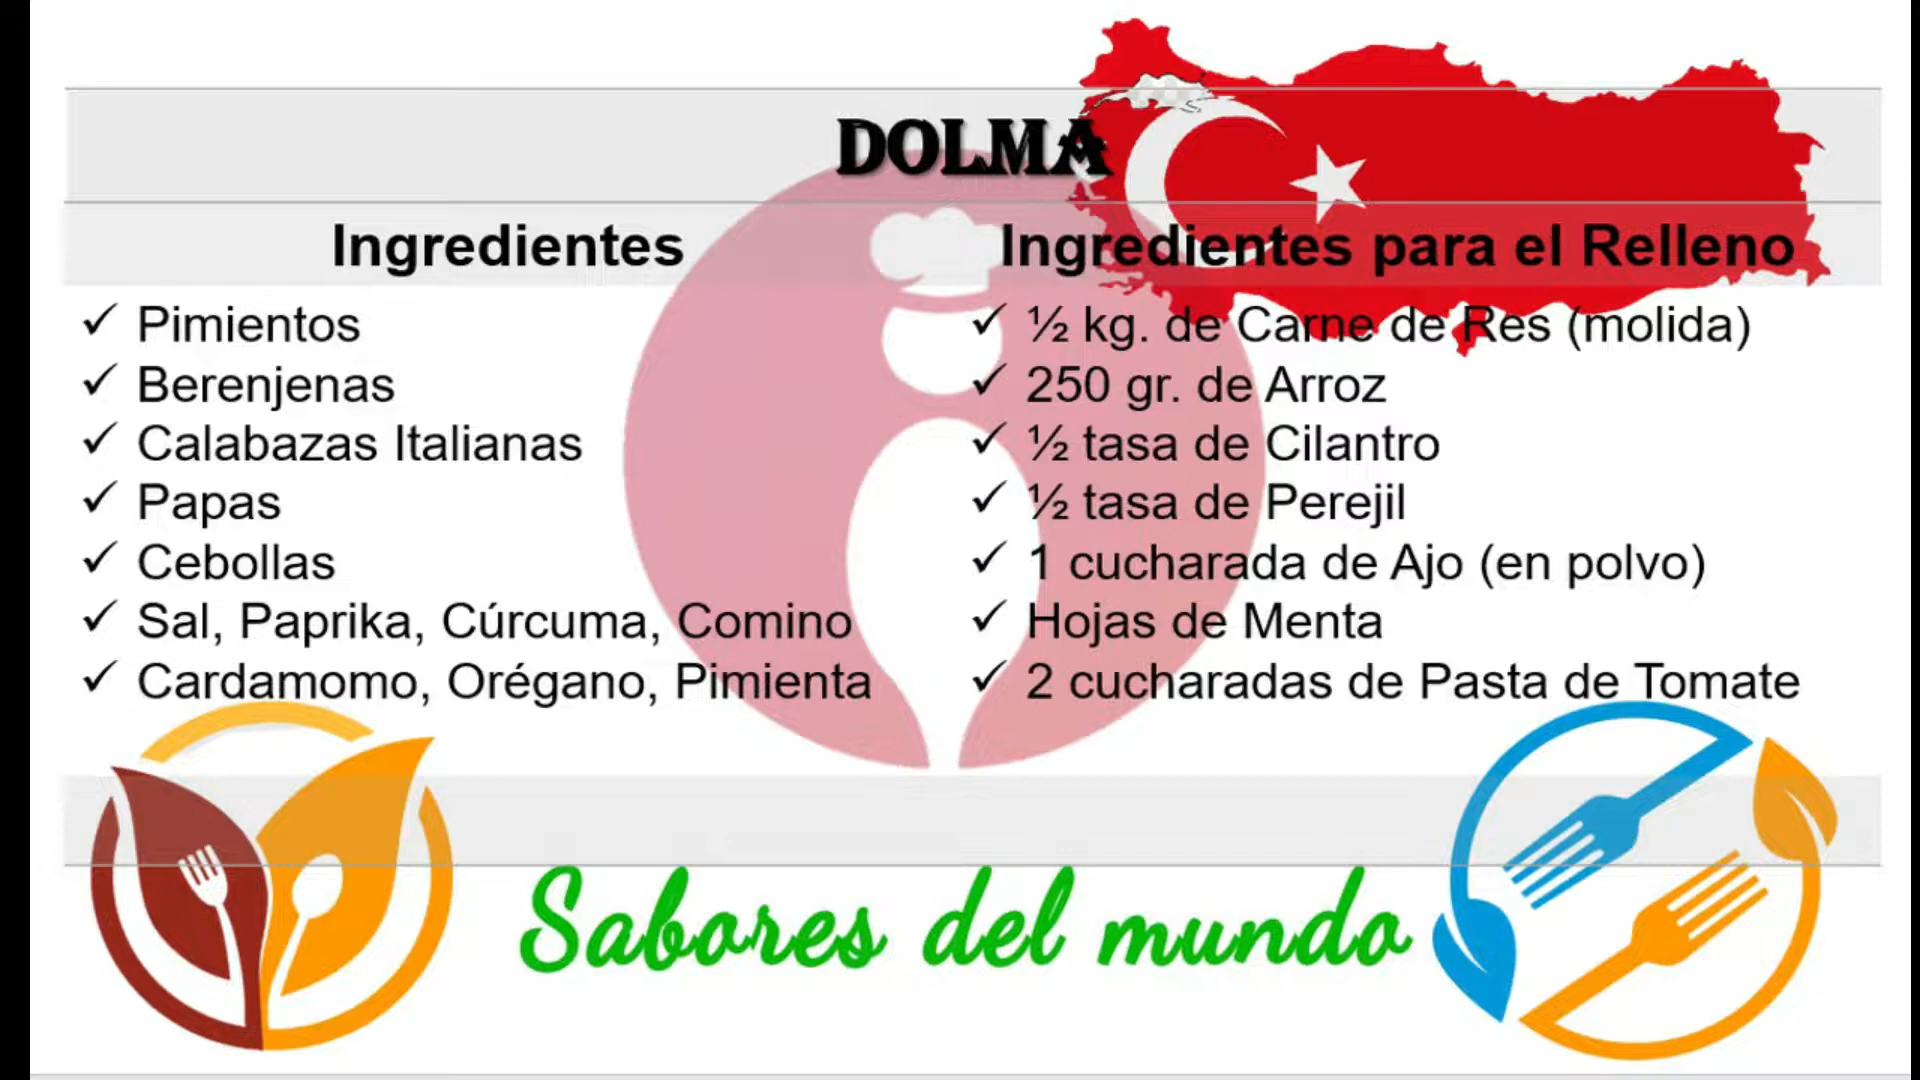 DOLMA
Ingredientes
Pimientos
Berenjenas
Calabazas Italianas
Papas
Cebollas
Sal, Paprika, Cúrcuma, Comino
Cardamomo, Orégano, Pimienta
Ingredientes para el Relleno
½ kg. de Carne de Res (molida)
250 gr. de Arroz
½ tasa de Cilantro
½ tasa de Perejil
1 cucharada de Ajo (en polvo)
Hojas de Menta
2 cucharadas de Pasta de Tomate
Sabores del mundo